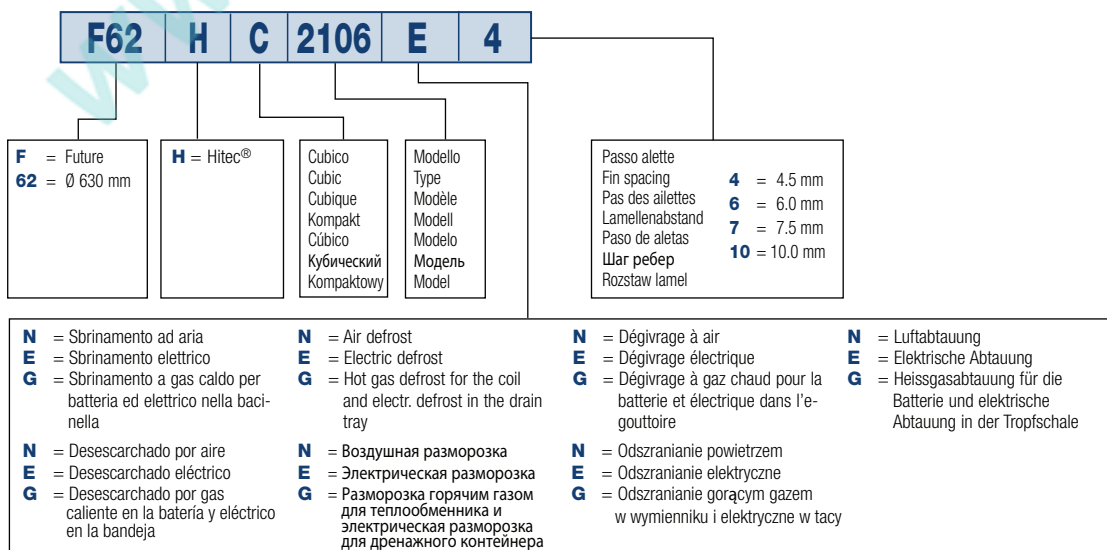 F62 H C 2106 E 4
F = Future
62 = Ø 630 mm
H = Hitec®
Cubico
Cubic
Cubique
Kompakt
Cúbico
Кубический
Kompaktowy
Modello
Type
Modèle
Modell
Modelo
Модель
Model
Passo alette
Fin spacing
Pas des ailettes
Lamellenabstand
Paso de aletas
Шаг ребер
Rozstaw lamel
4 = 4.5 mm
6 = 6.0 mm
7 = 7.5 mm
10 = 10.0 mm
N = Sbrinamento ad aria
E = Sbrinamento elettrico
G = Sbrinamento a gas caldo per
batteria ed elettrico nella baci-
nella
N = Air defrost
E = Electric defrost
G = Hot gas defrost for the coil
and electr. defrost in the drain
tray
N = Dégivrage à air
E = Dégivrage électrique
G = Dégivrage à gaz chaud pour la
batterie et électrique dans l'e-
gouttoire
N = Luftabtauung
E = Elektrische Abtauung
G = Heissgasabtauung für die
Batterie und elektrische
Abtauung in der Tropfschale
N = Desescarchado por aire
E = Desescarchado eléctrico
G = Desescarchado por gas
caliente en la batería y eléctrico
en la bandeja
N = Воздушная разморозка
E = Электрическая разморозка
G = Разморозка горячим газом
для теплообменника и
электрическая разморозка
для дренажного контейнера
N = Odszranianie powietrzem
E = Odszranianie elektryczne
G = Odszranianie gorącym gazem
w wymienniku i elektryczne w tacy